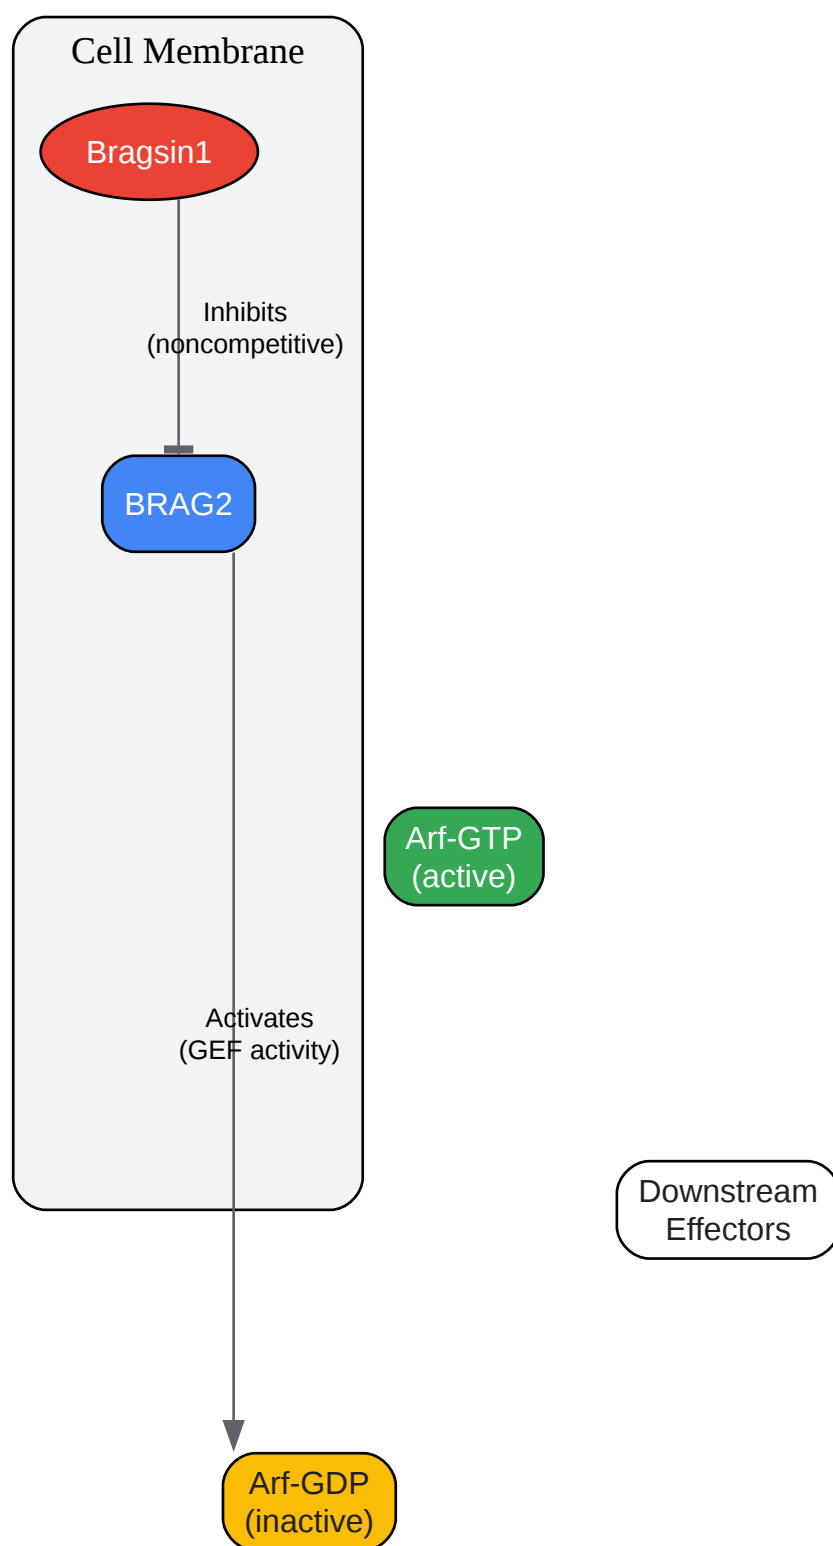 Cell Membrane
Bragsin1
Inhibits
(noncompetitive)
BRAG2
Arf-GTP
(active)
Activates
(GEF activity)
Downstream
Effectors
Arf-GDP
(inactive)